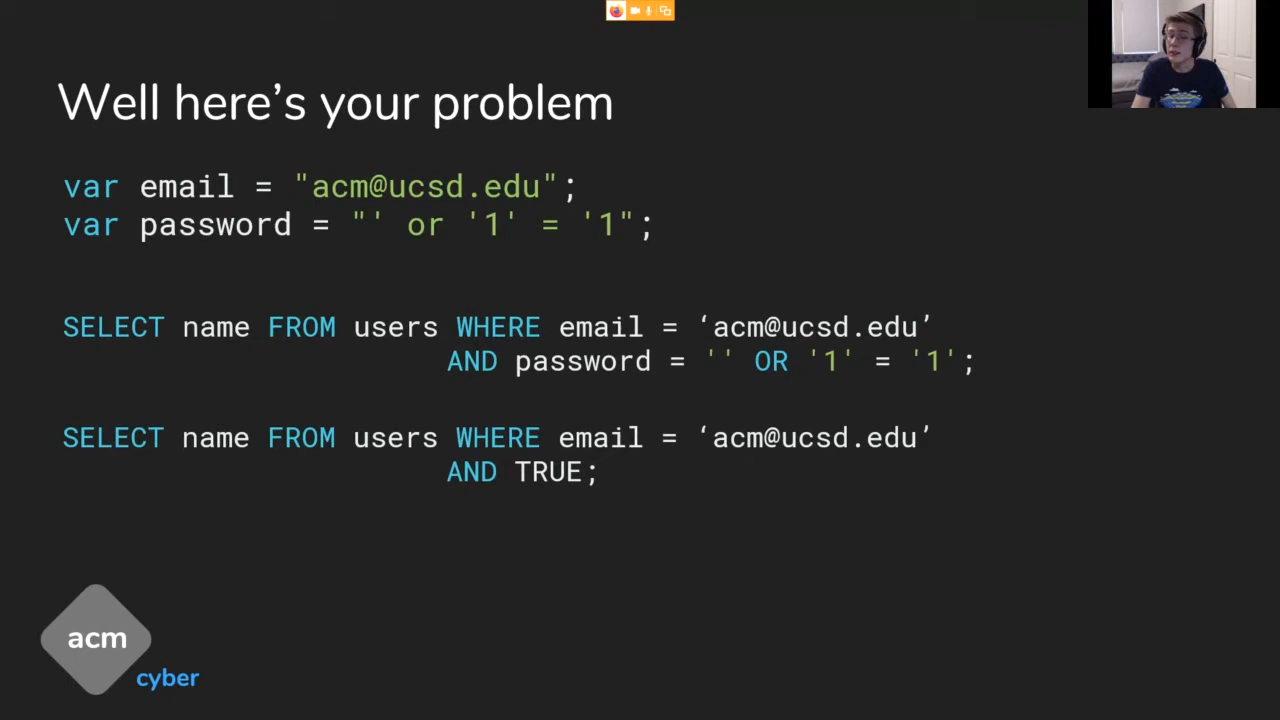 Well here's your problem
var email = "acm@ucsd.edu";
var password = "' or '1' = '1";
SELECT name FROM users WHERE email = ‘acm@ucsd.edu’
AND password = '' OR '1' = '1';
SELECT name FROM users WHERE email = ‘acm@ucsd.edu’
AND TRUE;
acm
cyber